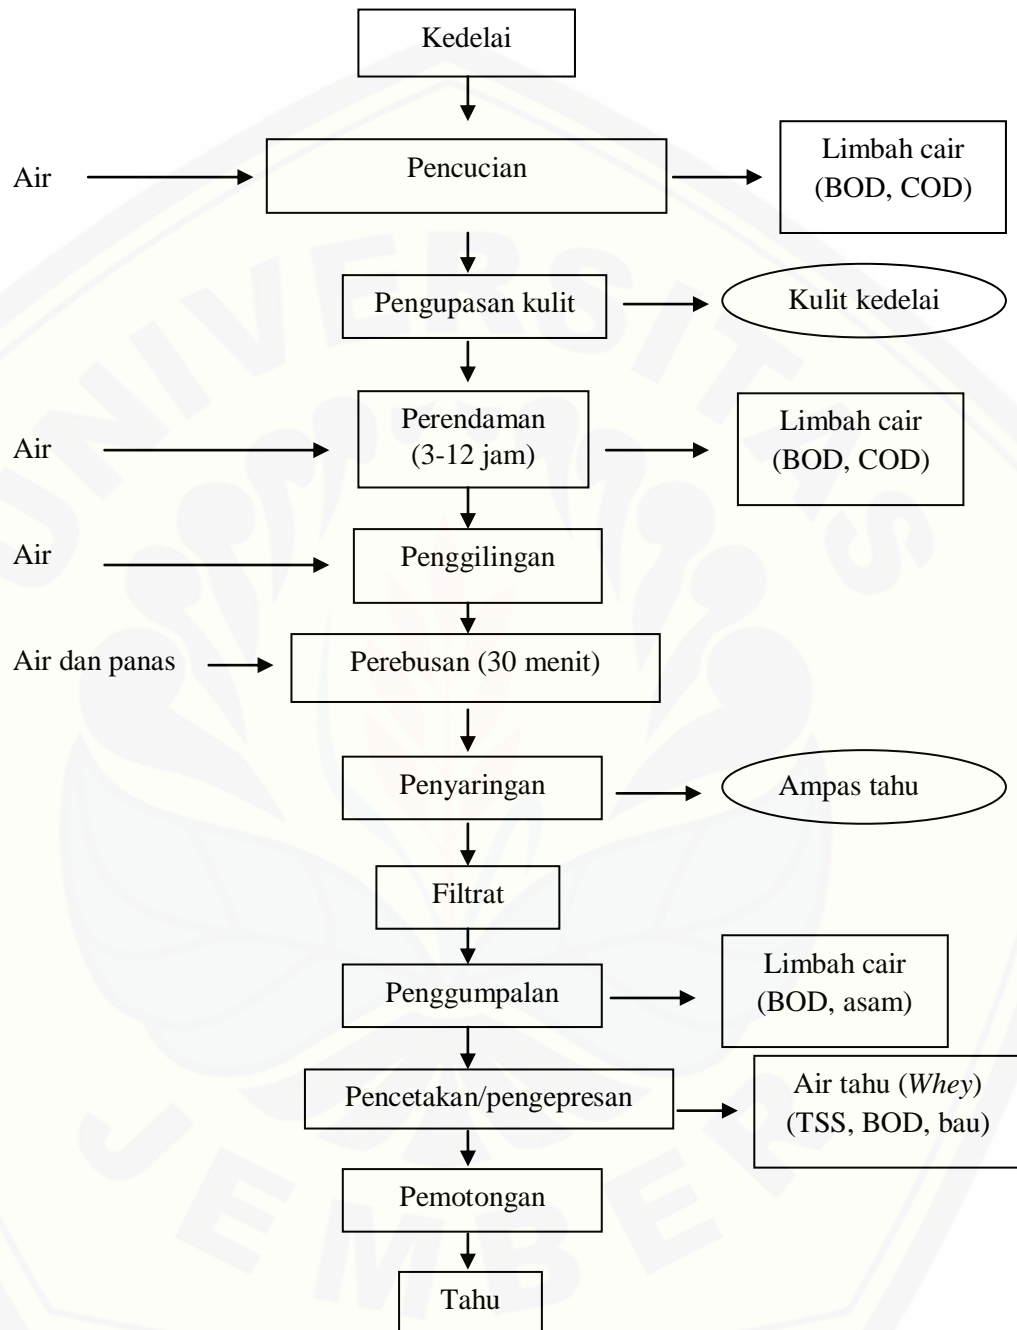 Kedelai
Air
Pencucian
Limbah cair
(BOD, COD)
Pengupasan kulit
Kulit kedelai
Air
Perendaman
(3-12 jam)
Limbah cair
(BOD, COD)
Air
Penggilingan
Air dan panas
Perebusan (30 menit)
Penyaringan
Ampas tahu
Filtrat
Penggumpalan
Limbah cair
(BOD, asam)
Pencetakan/pengepresan
Air tahu (Whey)
(TSS, BOD, bau)
Pemotongan
Tahu
UNIVERSITAS
JEMBER